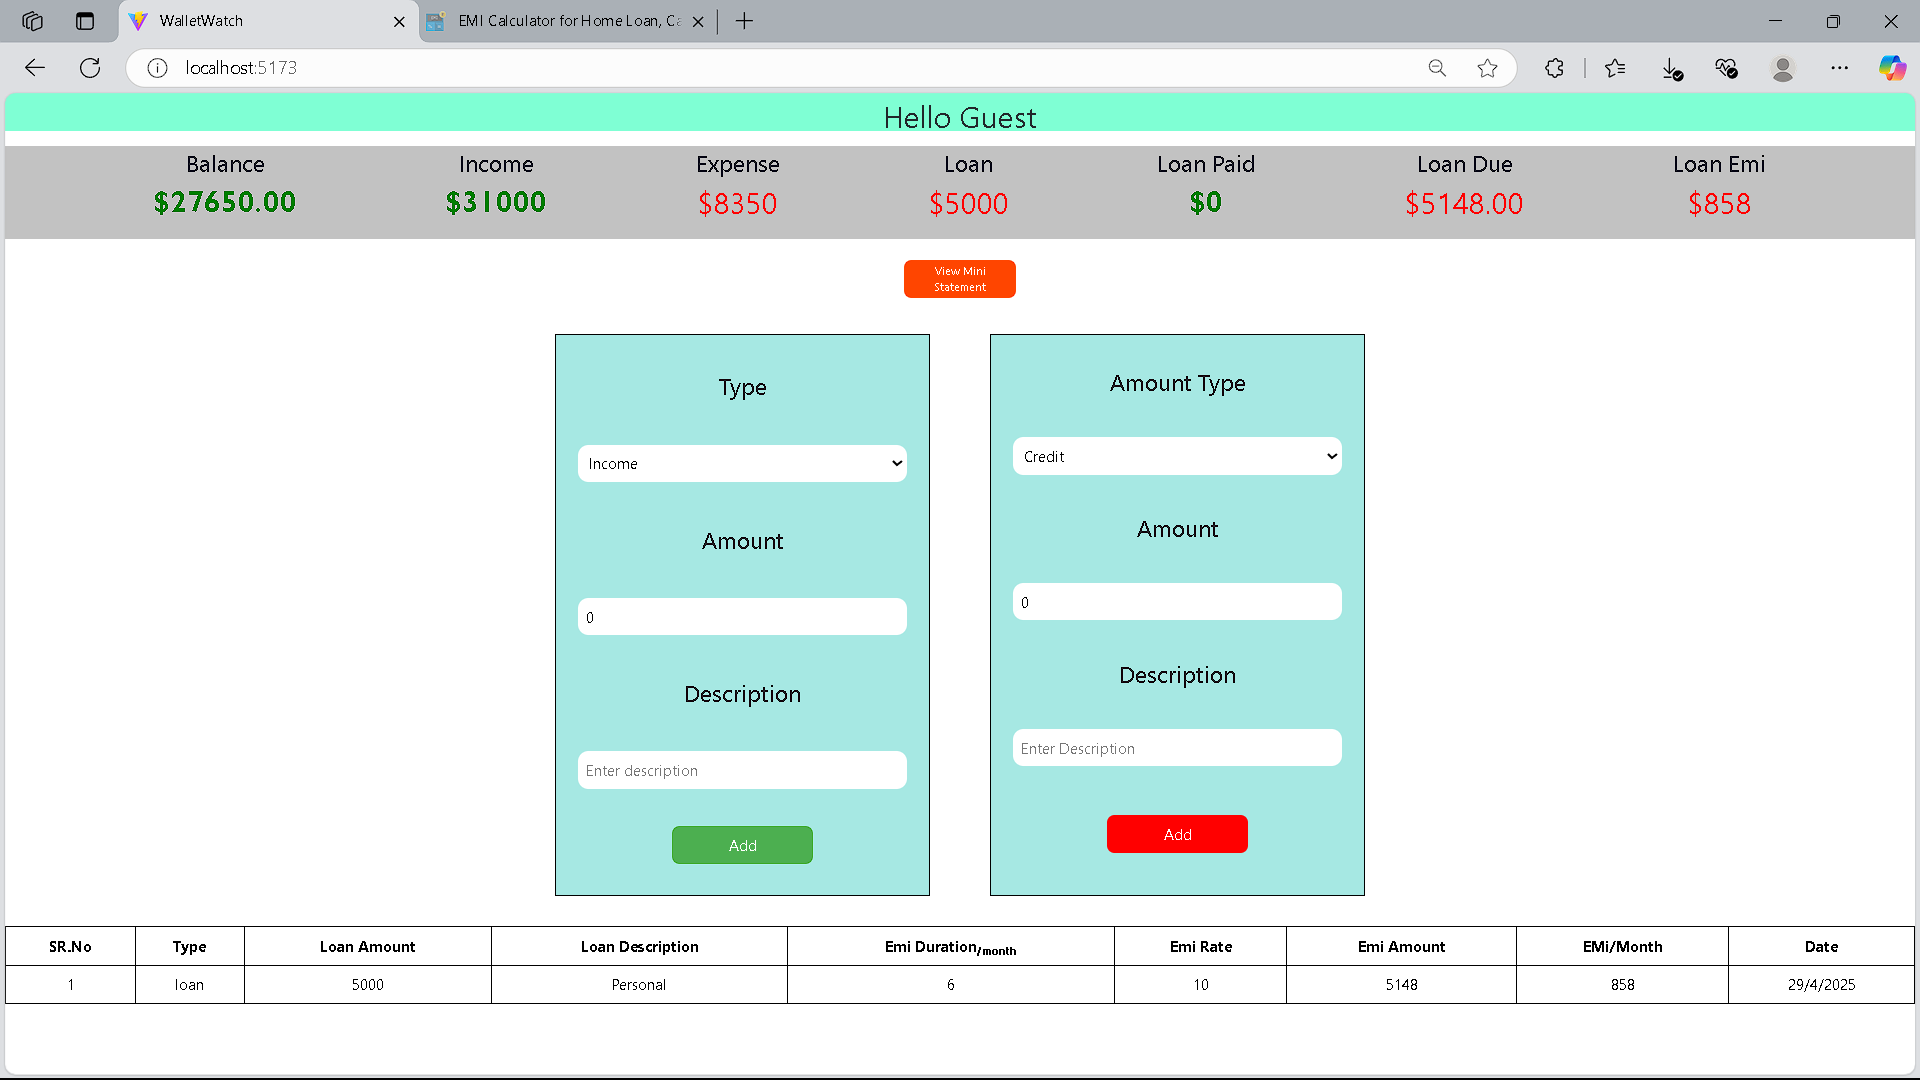 WalletWatch
EMI Calculator for Home Loan, Ca
localhost:5173
Hello Guest
Balance Income Expense Loan Loan Paid Loan Due Loan Emi
$27650.00 $31000 $8350 $5000 $0 $5148.00 $858
View Mini
Statement
Type
Income
Amount
0
Description
Enter description
Add
Amount Type
Credit
Amount
0
Description
Enter Description
Add
SR.No Type Loan Amount Loan Description Emi Duration/month Emi Rate Emi Amount EMi/Month Date
1 loan 5000 Personal 6 10 5148 858 29/4/2025